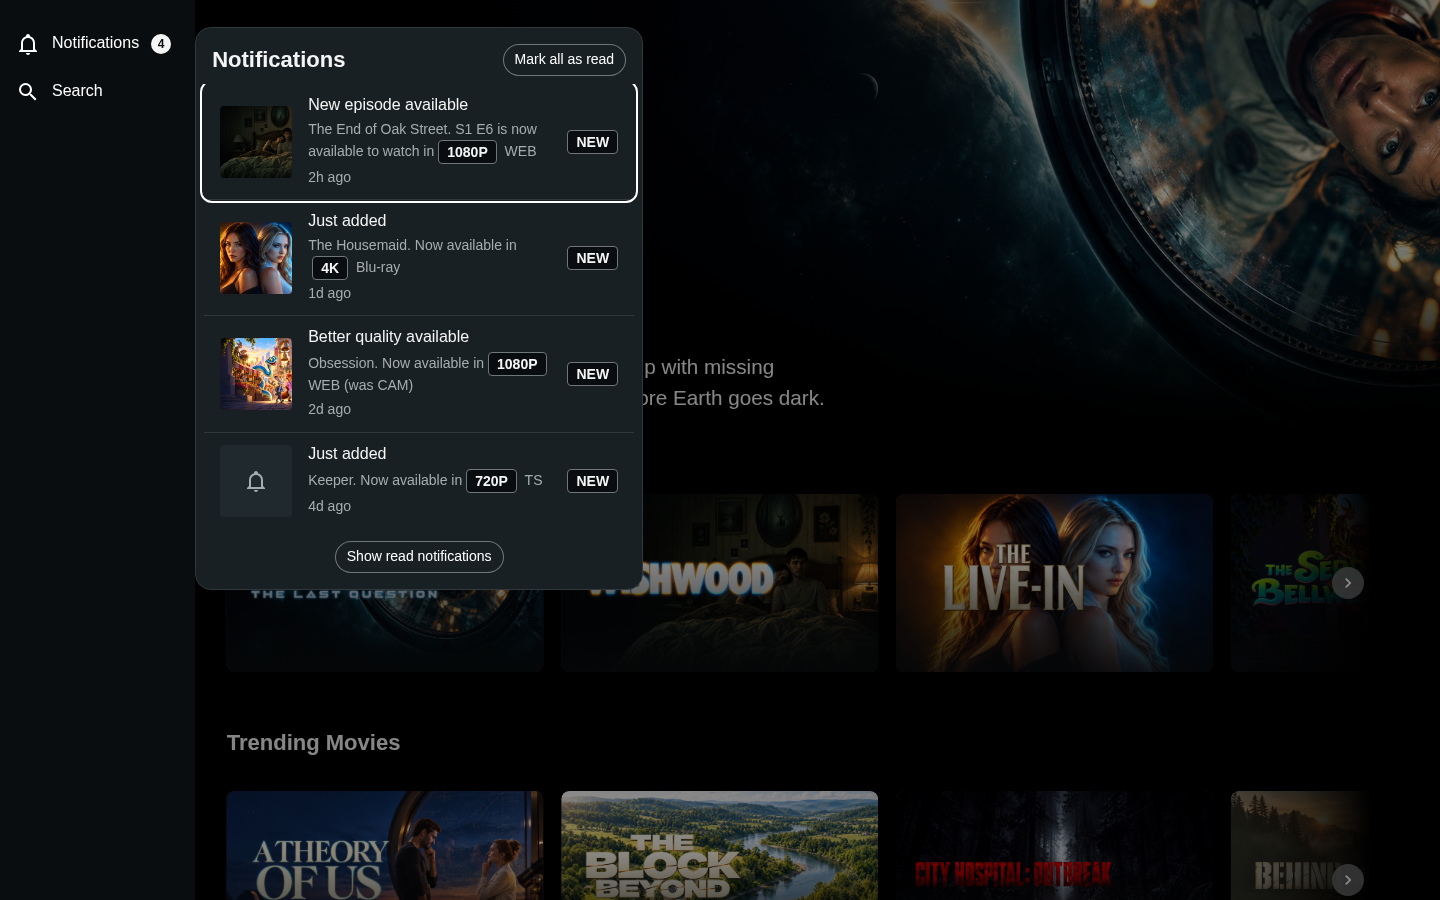 Notifications 4
Search
Notifications
Mark all as read
New episode available
The End of Oak Street. S1 E6 is now
available to watch in 1080P WEB
2h ago
NEW
Just added
The Housemaid. Now available in
4K Blu-ray
1d ago
NEW
Better quality available
Obsession. Now available in 1080P
WEB (was CAM)
2d ago
NEW
Just added
Keeper. Now available in 720P TS
4d ago
NEW
Show read notifications
p with missing
ore Earth goes dark.
THE LAST QUESTION
SHWOOD
THE
LIVE-IN
THE
Trending Movies
A THEORY
OF US
THE
BLOCK
BEYOND
CITY HOSPITAL: OUTBREAK
BEHIN